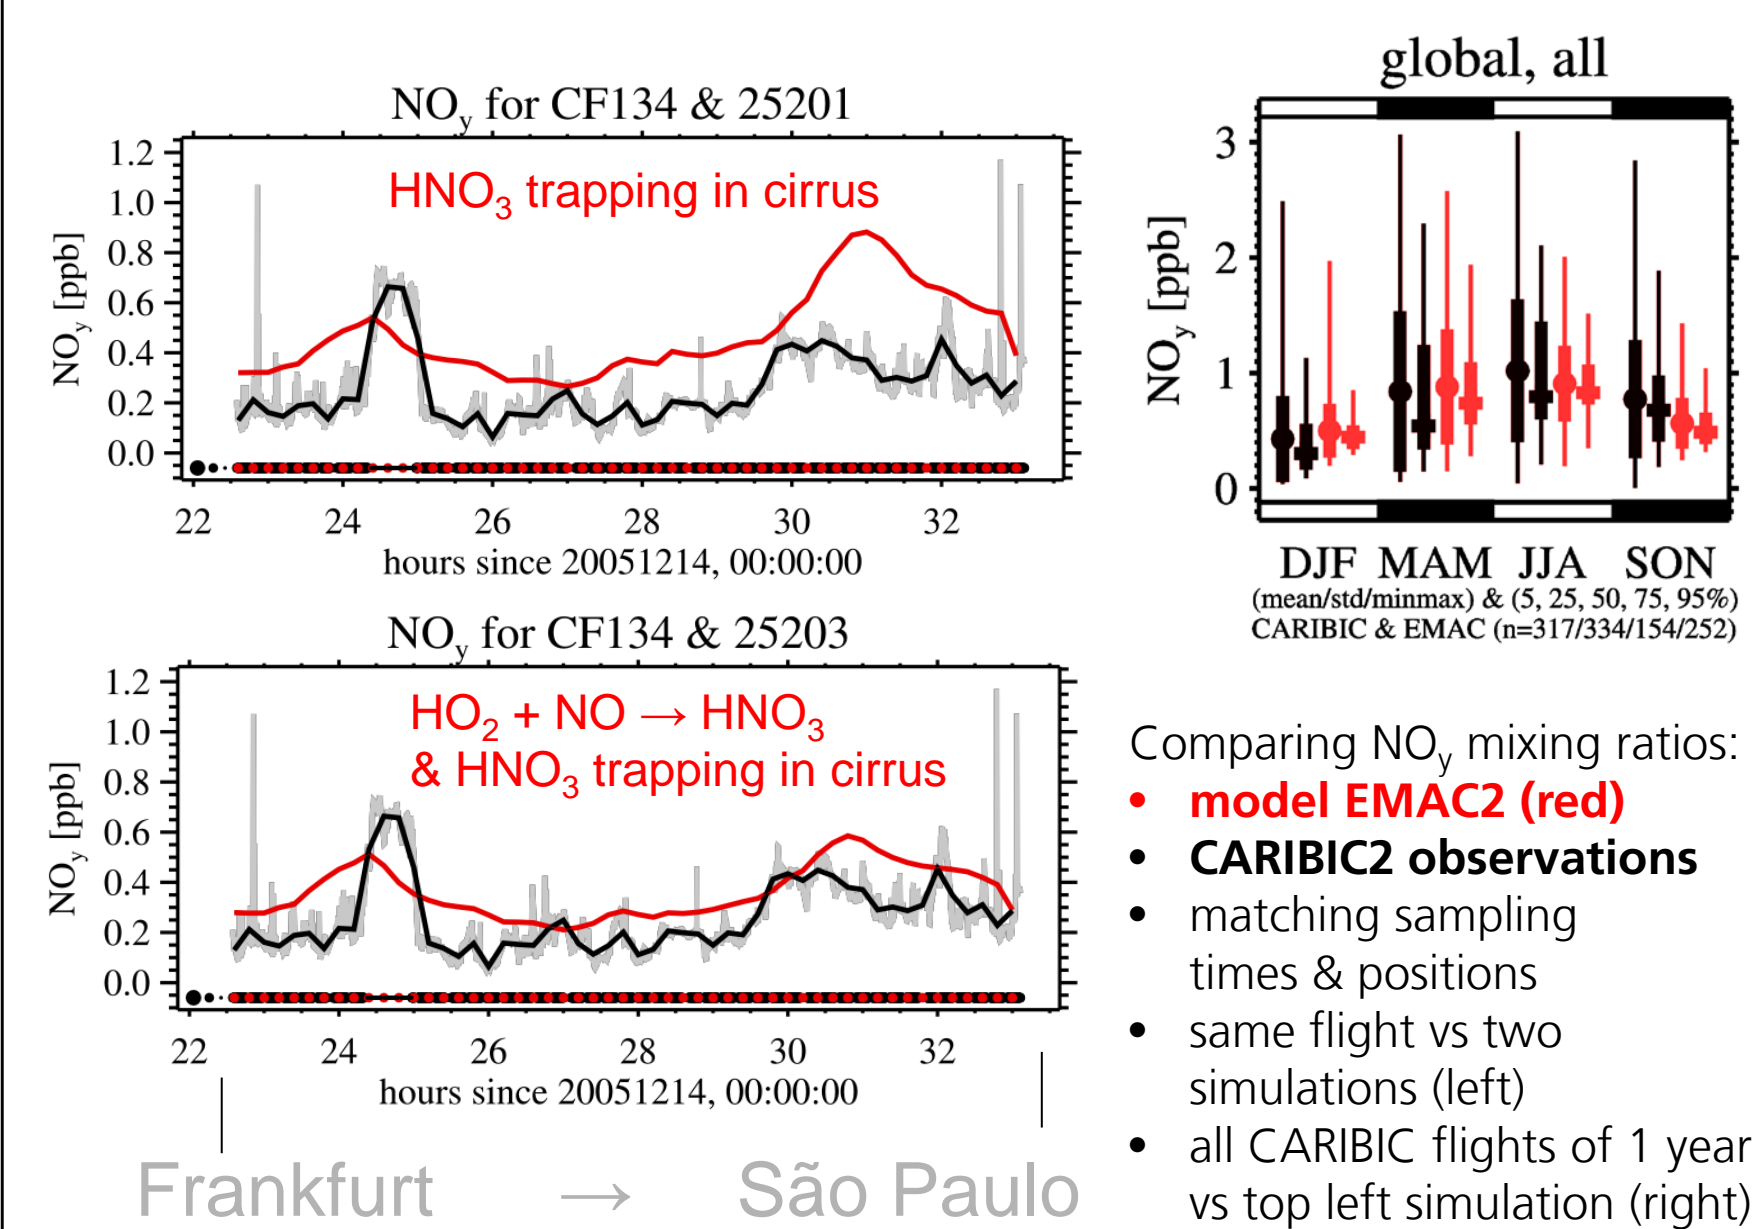 NOy for CF134 & 25201
HNO3 trapping in cirrus
NOy [ppb]
1.2
1.0
0.8
0.6
0.4
0.2
0.0
22 24 26 28 30 32
hours since 20051214, 00:00:00
NOy for CF134 & 25203
HO2 + NO → HNO3
& HNO3 trapping in cirrus
NOy [ppb]
1.2
1.0
0.8
0.6
0.4
0.2
0.0
22 24 26 28 30 32
hours since 20051214, 00:00:00
Frankfurt → São Paulo
global, all
NOy [ppb]
3
2
1
0
DJF MAM JJA SON
(mean/std/minmax) & (5, 25, 50, 75, 95%)
CARIBIC & EMAC (n=317/334/154/252)
Comparing NOy mixing ratios:
• model EMAC2 (red)
• CARIBIC2 observations
• matching sampling
times & positions
• same flight vs two
simulations (left)
• all CARIBIC flights of 1 year
vs top left simulation (right)